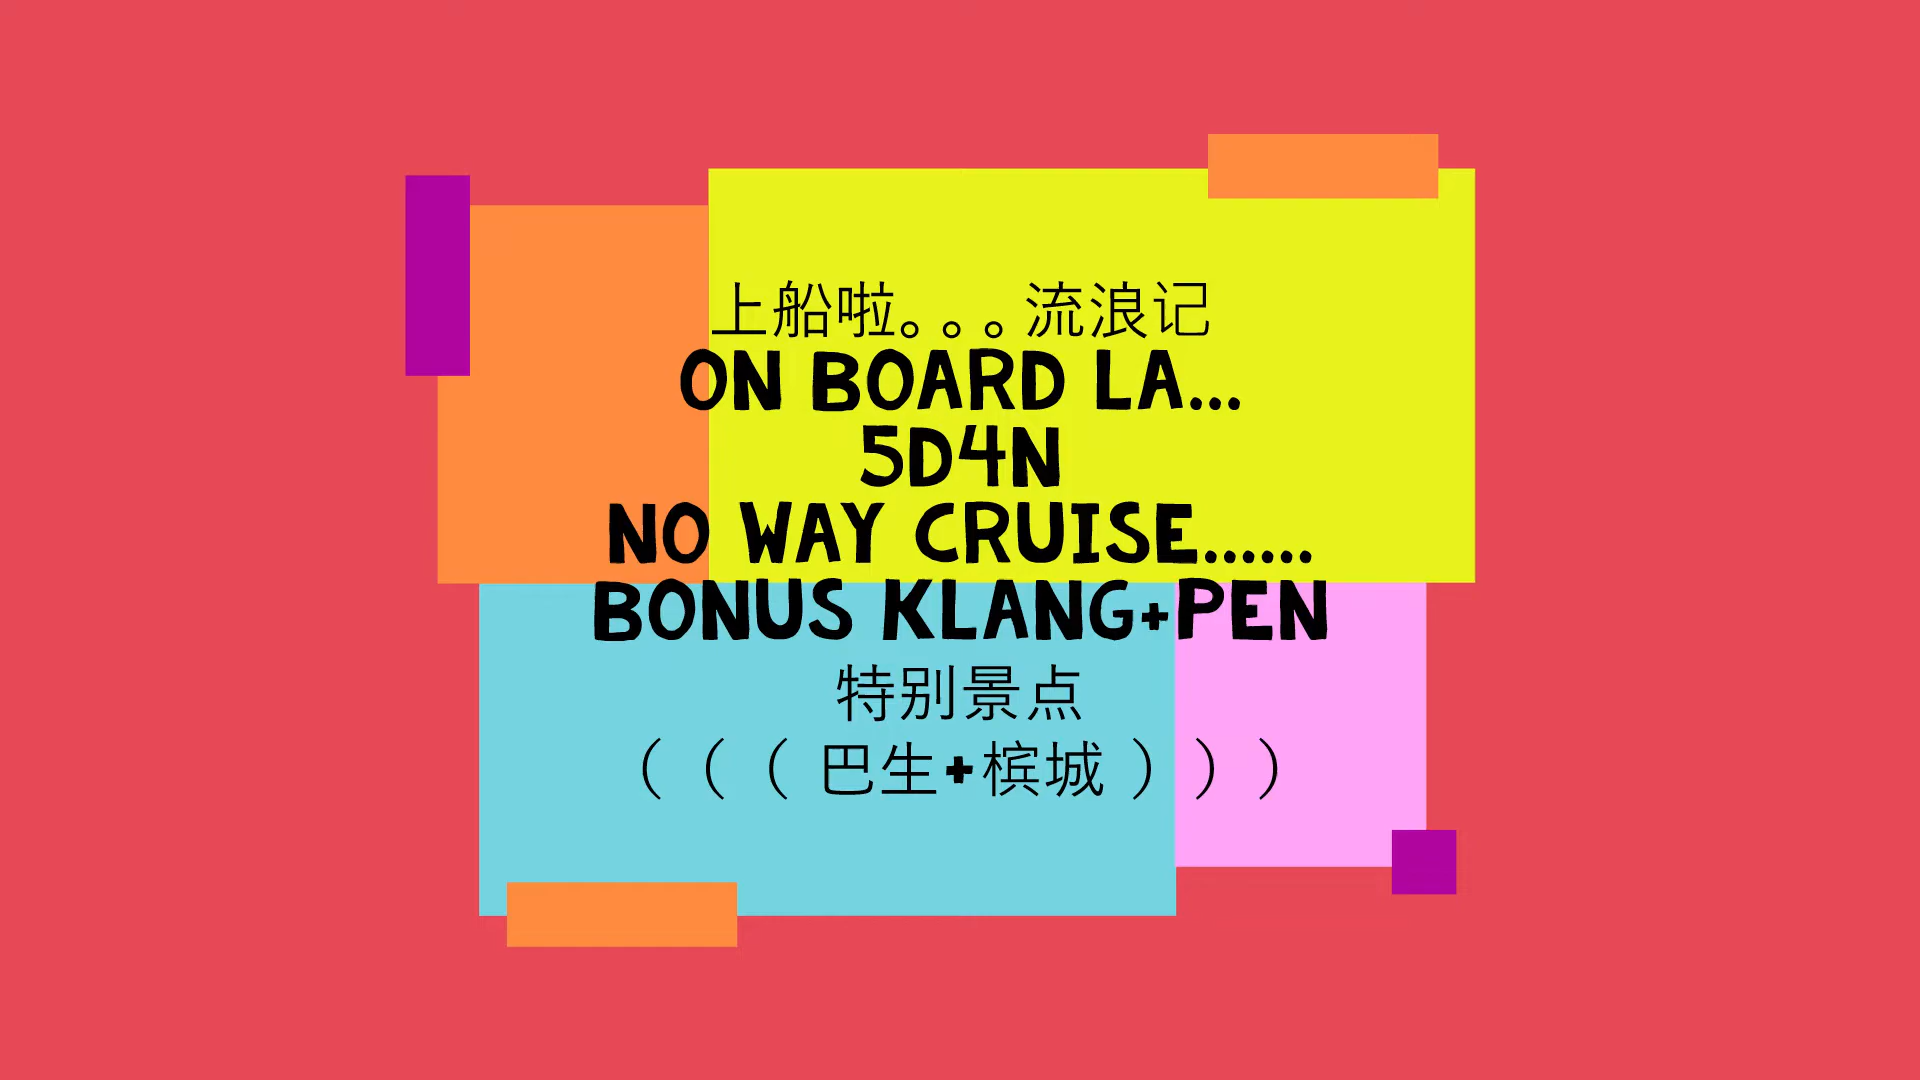 上船啦。。。流浪记
ON BOARD LA...
5D4N
NO WAY CRUISE......
BONUS KLANG+PEN
特别景点
（（（巴生+槟城）））